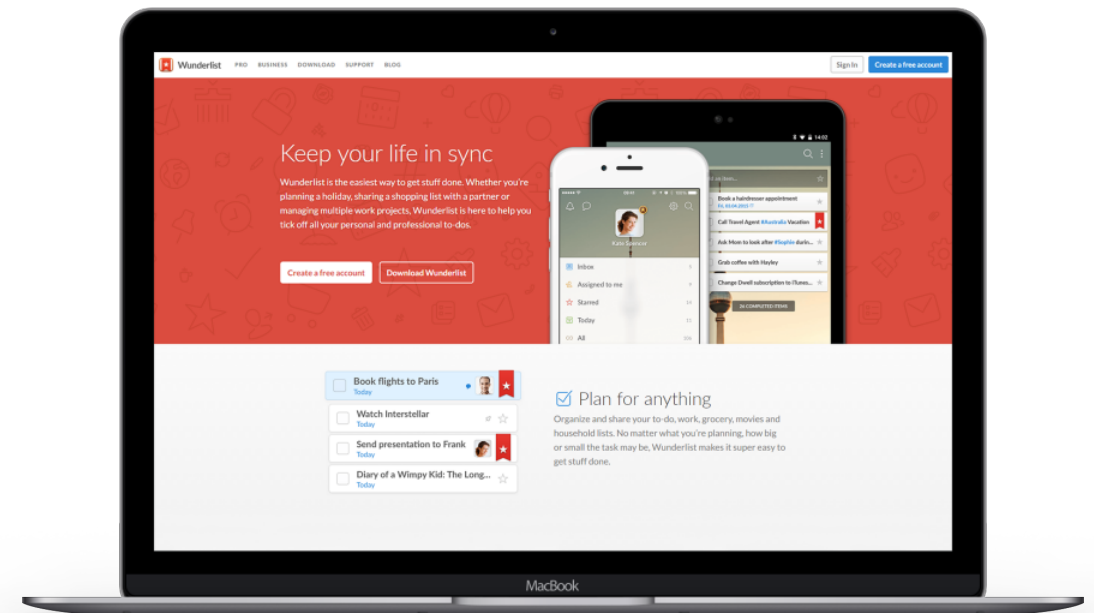 Wunderlist PRO BUSINESS DOWNLOAD SUPPORT BLOG Sign In Create a free account
Keep your life in sync
Wunderlist is the easiest way to get stuff done. Whether you're
planning a holiday, sharing a shopping list with a partner or
managing multiple work projects, Wunderlist is here to help you
tick off all your personal and professional to-dos.
Create a free account Download Wunderlist
Kate Spencer
Inbox
Assigned to me
Starred
Today
All
14:02
Book a hairdresser appointment
Call Travel Agent #Australia Vacation
Ask Mom to look after #Sophie durin...
Grab coffee with Hayley
Change Dwell subscription to iTunes...
24 COMPLETED ITEMS
Book flights to Paris
Today
Watch Interstellar
Today
Send presentation to Frank
Today
Diary of a Wimpy Kid: The Long...
Today
Plan for anything
Organize and share your to-do, work, grocery, movies and
household lists. No matter what you're planning, how big
or small the task may be, Wunderlist makes it super easy to
get stuff done.
MacBook